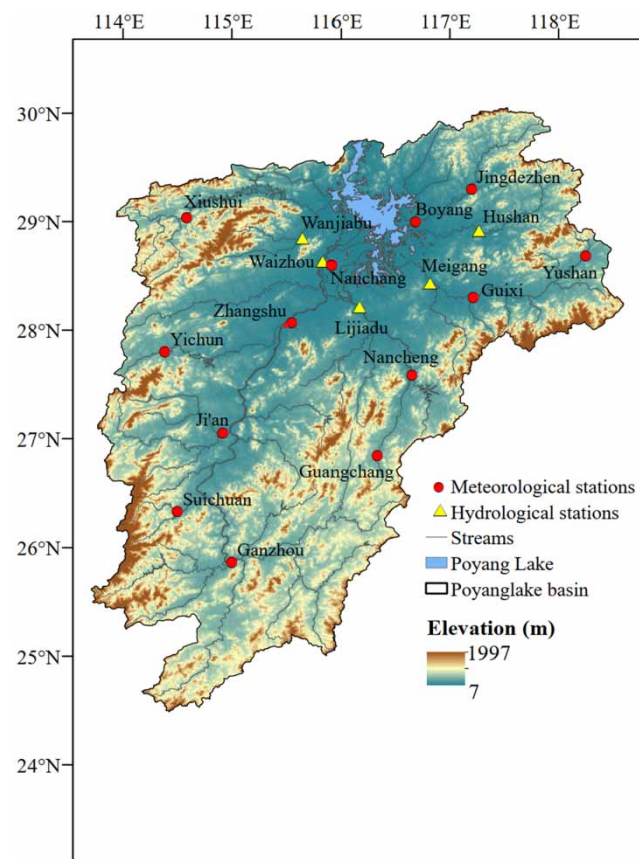 114°E 115°E 116°E 117°E 118°E
30°N
Jingdezhen
29°N
Xiushui
Boyang
Wanjiabu
Hushan
Waizhou
Nanchang
Meigang
Yushan
Guixi
Zhangshu
28°N
Lijiadu
Yichun
Nancheng
27°N
Ji'an
Guangchang
Meteorological stations
Suichuan
Hydrological stations
26°N
Streams
Ganzhou
Poyang Lake
Poyanglake basin
Elevation (m)
25°N
1997
7
24°N